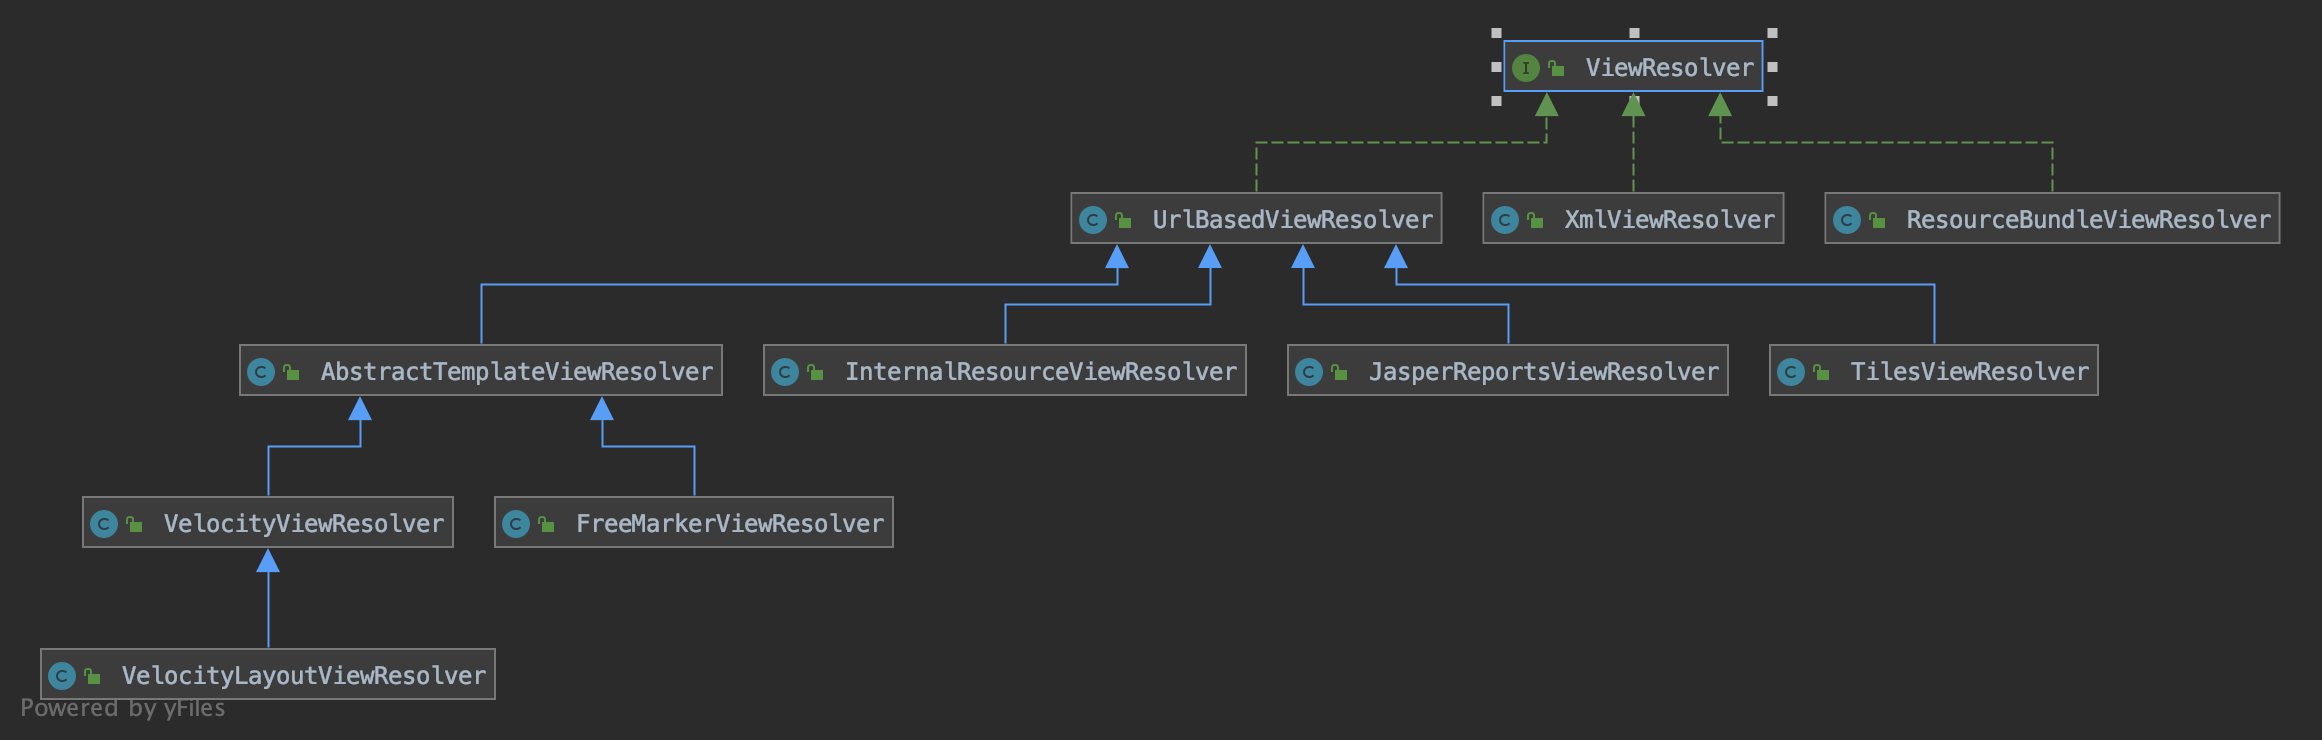 I ViewResolver
C UrlBasedViewResolver
C XmlViewResolver
C ResourceBundleViewResolver
C AbstractTemplateViewResolver
C InternalResourceViewResolver
C JasperReportsViewResolver
C TilesViewResolver
C VelocityViewResolver
C FreeMarkerViewResolver
C VelocityLayoutViewResolver
Powered by yFiles